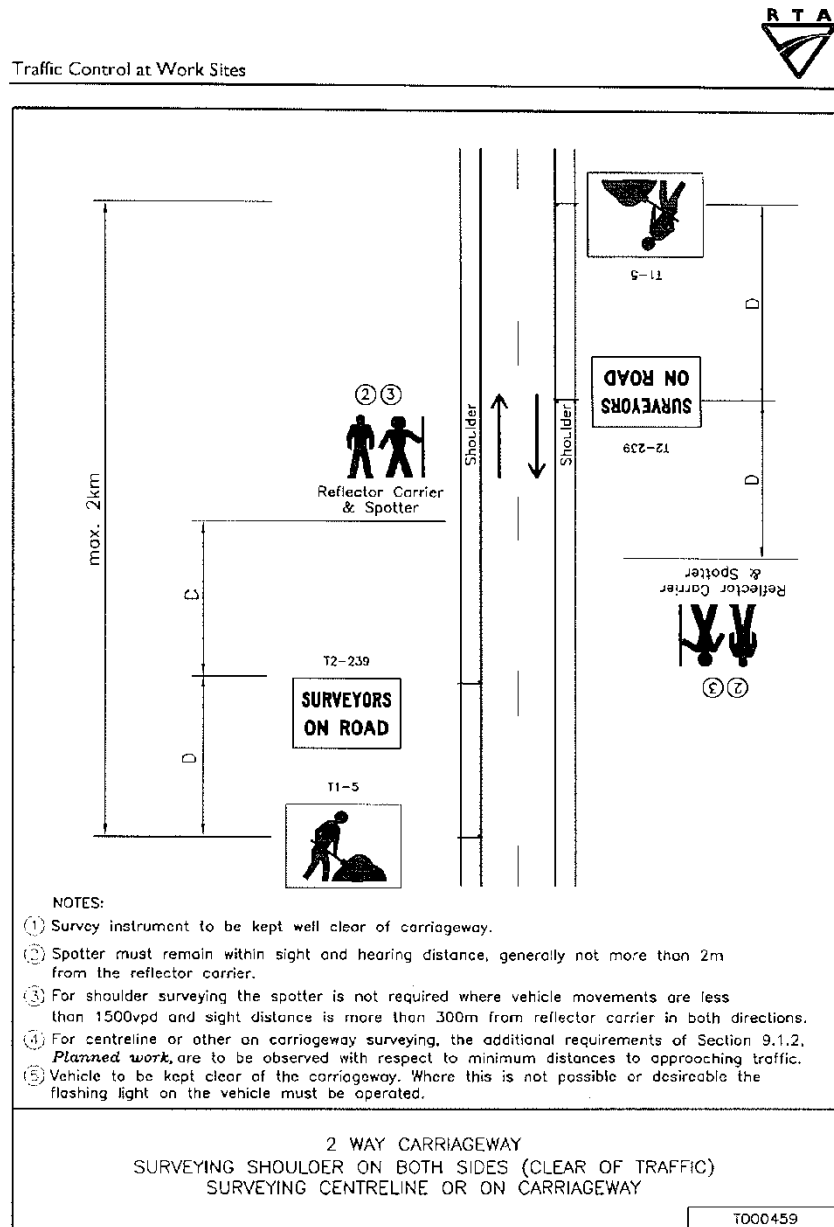 R T A
Traffic Control at Work Sites
T1-5
D
SURVEYORS
ON ROAD
T2-239
D
Reflector Carrier
& Spotter
③ ②
② ③
Reflector Carrier
& Spotter
Shoulder
Shoulder
max. 2km
D
T2-239
SURVEYORS
ON ROAD
D
T1-5
NOTES:
① Survey instrument to be kept well clear of carriageway.
② Spotter must remain within sight and hearing distance, generally not more than 2m
from the reflector carrier.
③ For shoulder surveying the spotter is not required where vehicle movements are less
than 1500vpd and sight distance is more than 300m from reflector carrier in both directions.
④ For centreline or other on carriageway surveying, the additional requirements of Section 9.1.2,
Planned work, are to be observed with respect to minimum distances to approaching traffic.
⑤ Vehicle to be kept clear of the carriageway. Where this is not possible or desireable the
flashing light on the vehicle must be operated.
2 WAY CARRIAGEWAY
SURVEYING SHOULDER ON BOTH SIDES (CLEAR OF TRAFFIC)
SURVEYING CENTRELINE OR ON CARRIAGEWAY
T000459